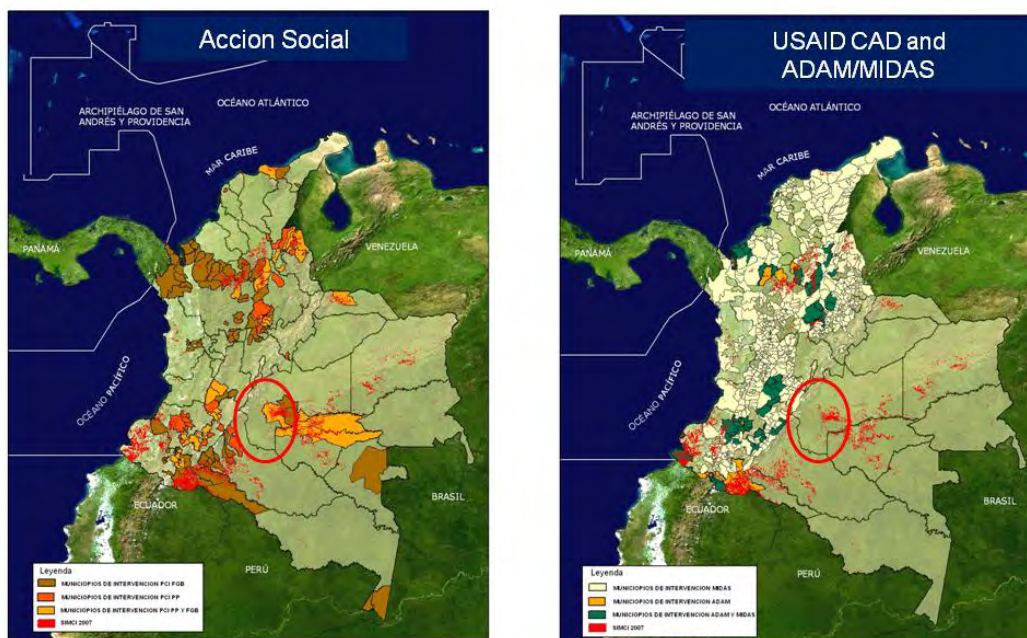 Accion Social
OCÉANO ATLÁNTICO
ARCHIPIÉLAGO DE SAN
ANDRÉS Y PROVIDENCIA
MAR CARIBE
PANAMÁ
VENEZUELA
OCÉANO PACÍFICO
ECUADOR
BRASIL
PERÚ
Leyenda
MUNICIPIOS DE INTERVENCION PCI FGB
MUNICIPIOS DE INTERVENCION PCI PP
MUNICIPIOS DE INTERVENCION PCI PP Y FGB
SIMCI 2007
USAID CAD and
ADAM/MIDAS
OCÉANO ATLÁNTICO
ARCHIPIÉLAGO DE SAN
ANDRÉS Y PROVIDENCIA
MAR CARIBE
PANAMÁ
VENEZUELA
OCÉANO PACÍFICO
ECUADOR
BRASIL
PERÚ
Leyenda
MUNICIPIOS DE INTERVENCION MIDAS
MUNICIPIOS DE INTERVENCION ADAM
MUNICIPIOS DE INTERVENCION ADAM Y MIDAS
SIMCI 2007